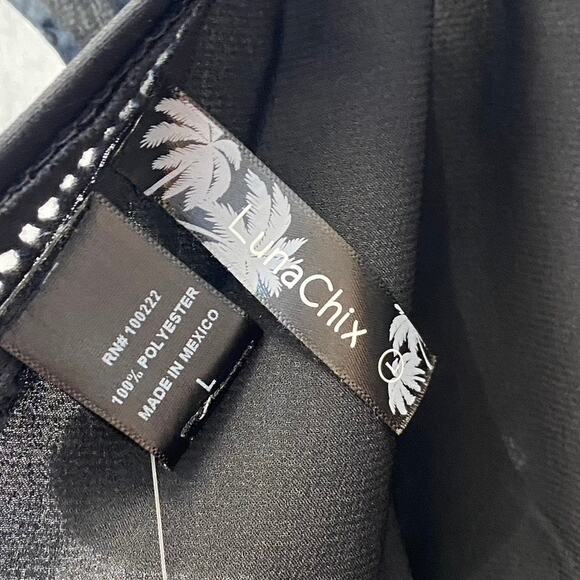 LunaChix
RN# 100222
100% POLYESTER
MADE IN MEXICO
L